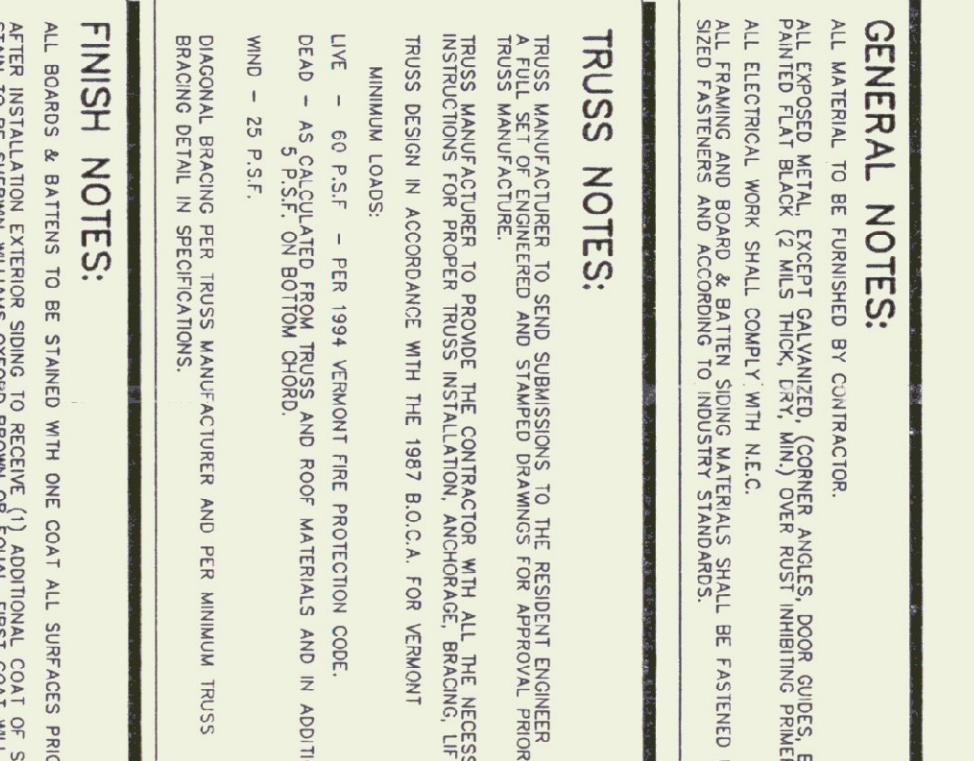 GENERAL NOTES:
ALL MATERIAL TO BE FURNISHED BY CONTRACTOR.
ALL EXPOSED METAL, EXCEPT GALVANIZED, (CORNER ANGLES, DOOR GUIDES,
PAINTED FLAT BLACK (2 MILS THICK, DRY, MIN.) OVER RUST INHIBITING
ALL ELECTRICAL WORK SHALL COMPLY WITH N.E.C.
ALL FRAMING AND BOARD & BATTEN SIDING MATERIALS SHALL BE FASTENED
SIZED FASTENERS AND ACCORDING TO INDUSTRY STANDARDS.
TRUSS NOTES:
TRUSS MANUFACTURER TO SEND SUBMISSIONS TO THE RESIDENT ENGINEER
A FULL SET OF ENGINEERED AND STAMPED DRAWINGS FOR APPROVAL PRIOR
TRUSS MANUFACTURE.
TRUSS MANUFACTURER TO PROVIDE THE CONTRACTOR WITH ALL THE
INSTRUCTIONS FOR PROPER TRUSS INSTALLATION, ANCHORAGE, BRACING,
TRUSS DESIGN IN ACCORDANCE WITH THE 1987 B.O.C.A. FOR VERMONT
MINIMUM LOADS:
LIVE - 60 P.S.F - PER 1994 VERMONT FIRE PROTECTION CODE.
DEAD - AS CALCULATED FROM TRUSS AND ROOF MATERIALS AND IN
5 P.S.F. ON BOTTOM CHORD.
WIND - 25 P.S.F.
DIAGONAL BRACING PER TRUSS MANUFACTURER AND PER MINIMUM TRUSS
BRACING DETAIL IN SPECIFICATIONS.
FINISH NOTES:
ALL BOARDS & BATTENS TO BE STAINED WITH ONE COAT ALL SURFACES
AFTER INSTALLATION EXTERIOR SIDING TO RECEIVE (1) ADDITIONAL COAT OF